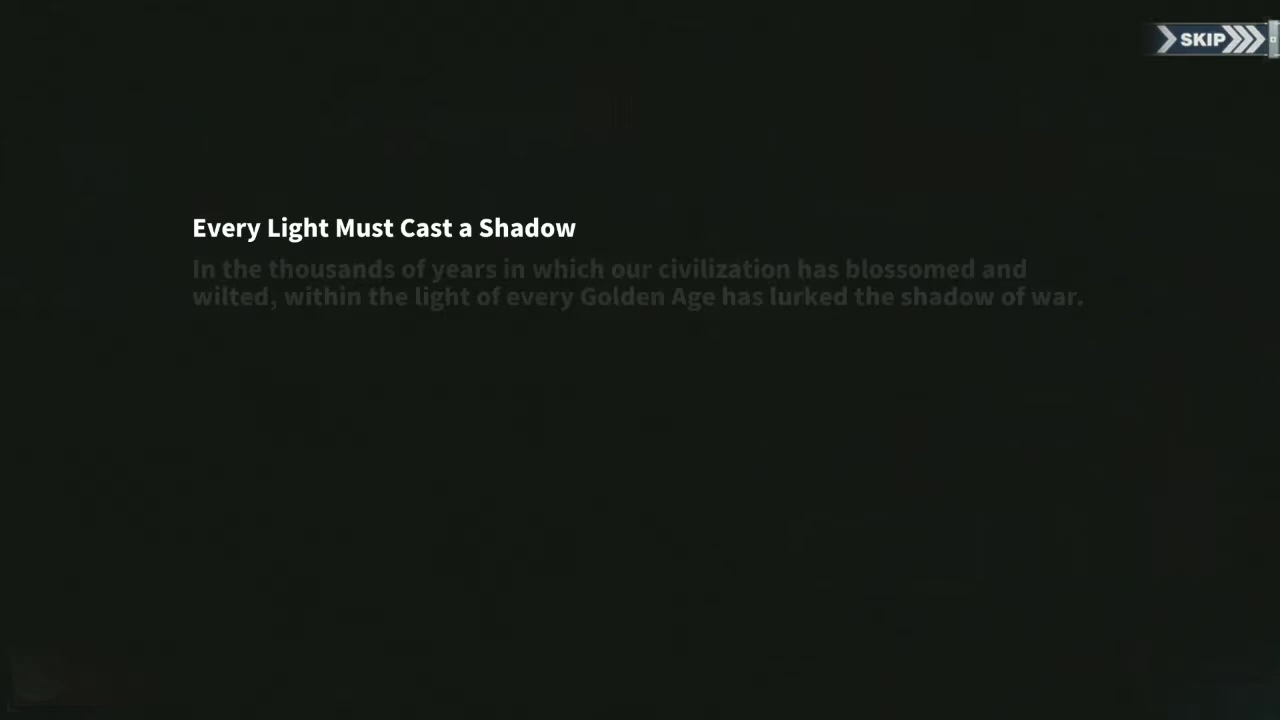 SKIP
Every Light Must Cast a Shadow
In the thousands of years in which our civilization has blossomed and
wilted, within the light of every Golden Age has lurked the shadow of war.